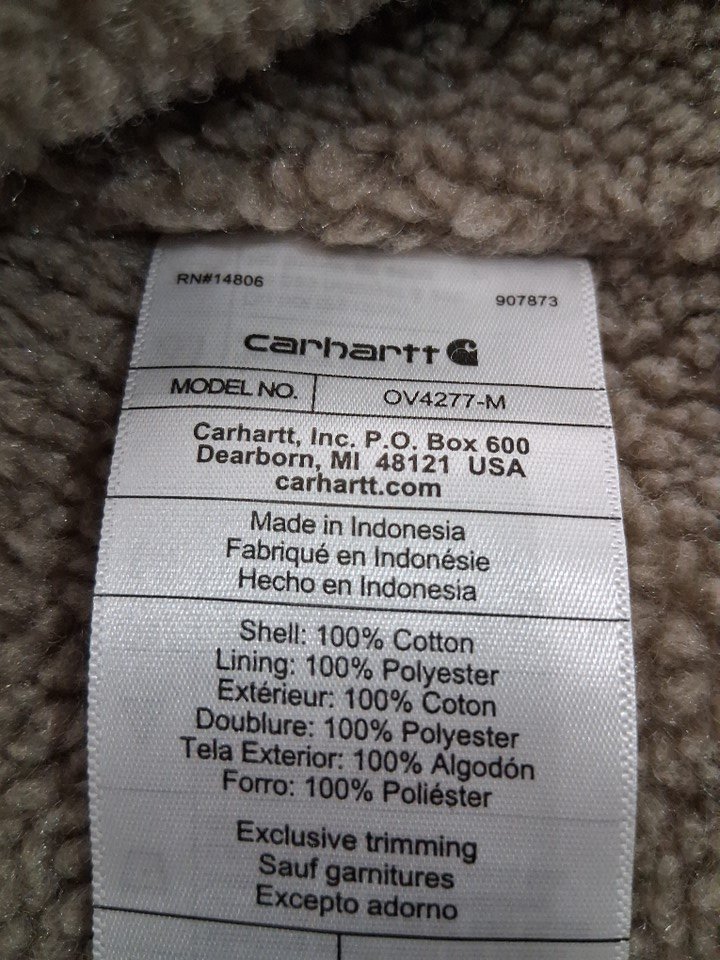 RN#14806
907873
carhartt
MODEL NO. OV4277-M
Carhartt, Inc. P.O. Box 600
Dearborn, MI 48121 USA
carhartt.com
Made in Indonesia
Fabriqué en Indonésie
Hecho en Indonesia
Shell: 100% Cotton
Lining: 100% Polyester
Extérieur: 100% Coton
Doublure: 100% Polyester
Tela Exterior: 100% Algodón
Forro: 100% Poliéster
Exclusive trimming
Sauf garnitures
Excepto adorno